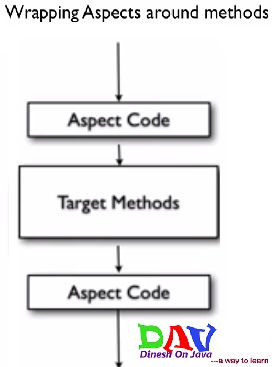 Wrapping Aspects around methods
Aspect Code
Target Methods
Aspect Code
DAV
Dinesh On Java
---a way to learn